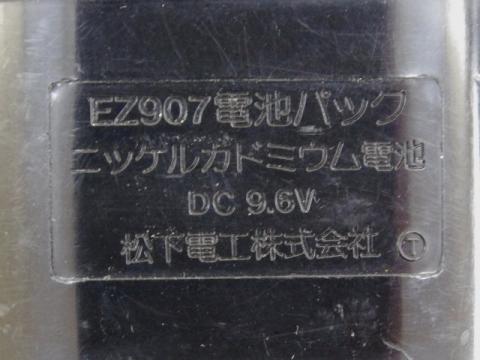 EZ907電池パック
ニッケルカドミウム電池
DC 9.6V
松下電工株式会社 Ⓣ